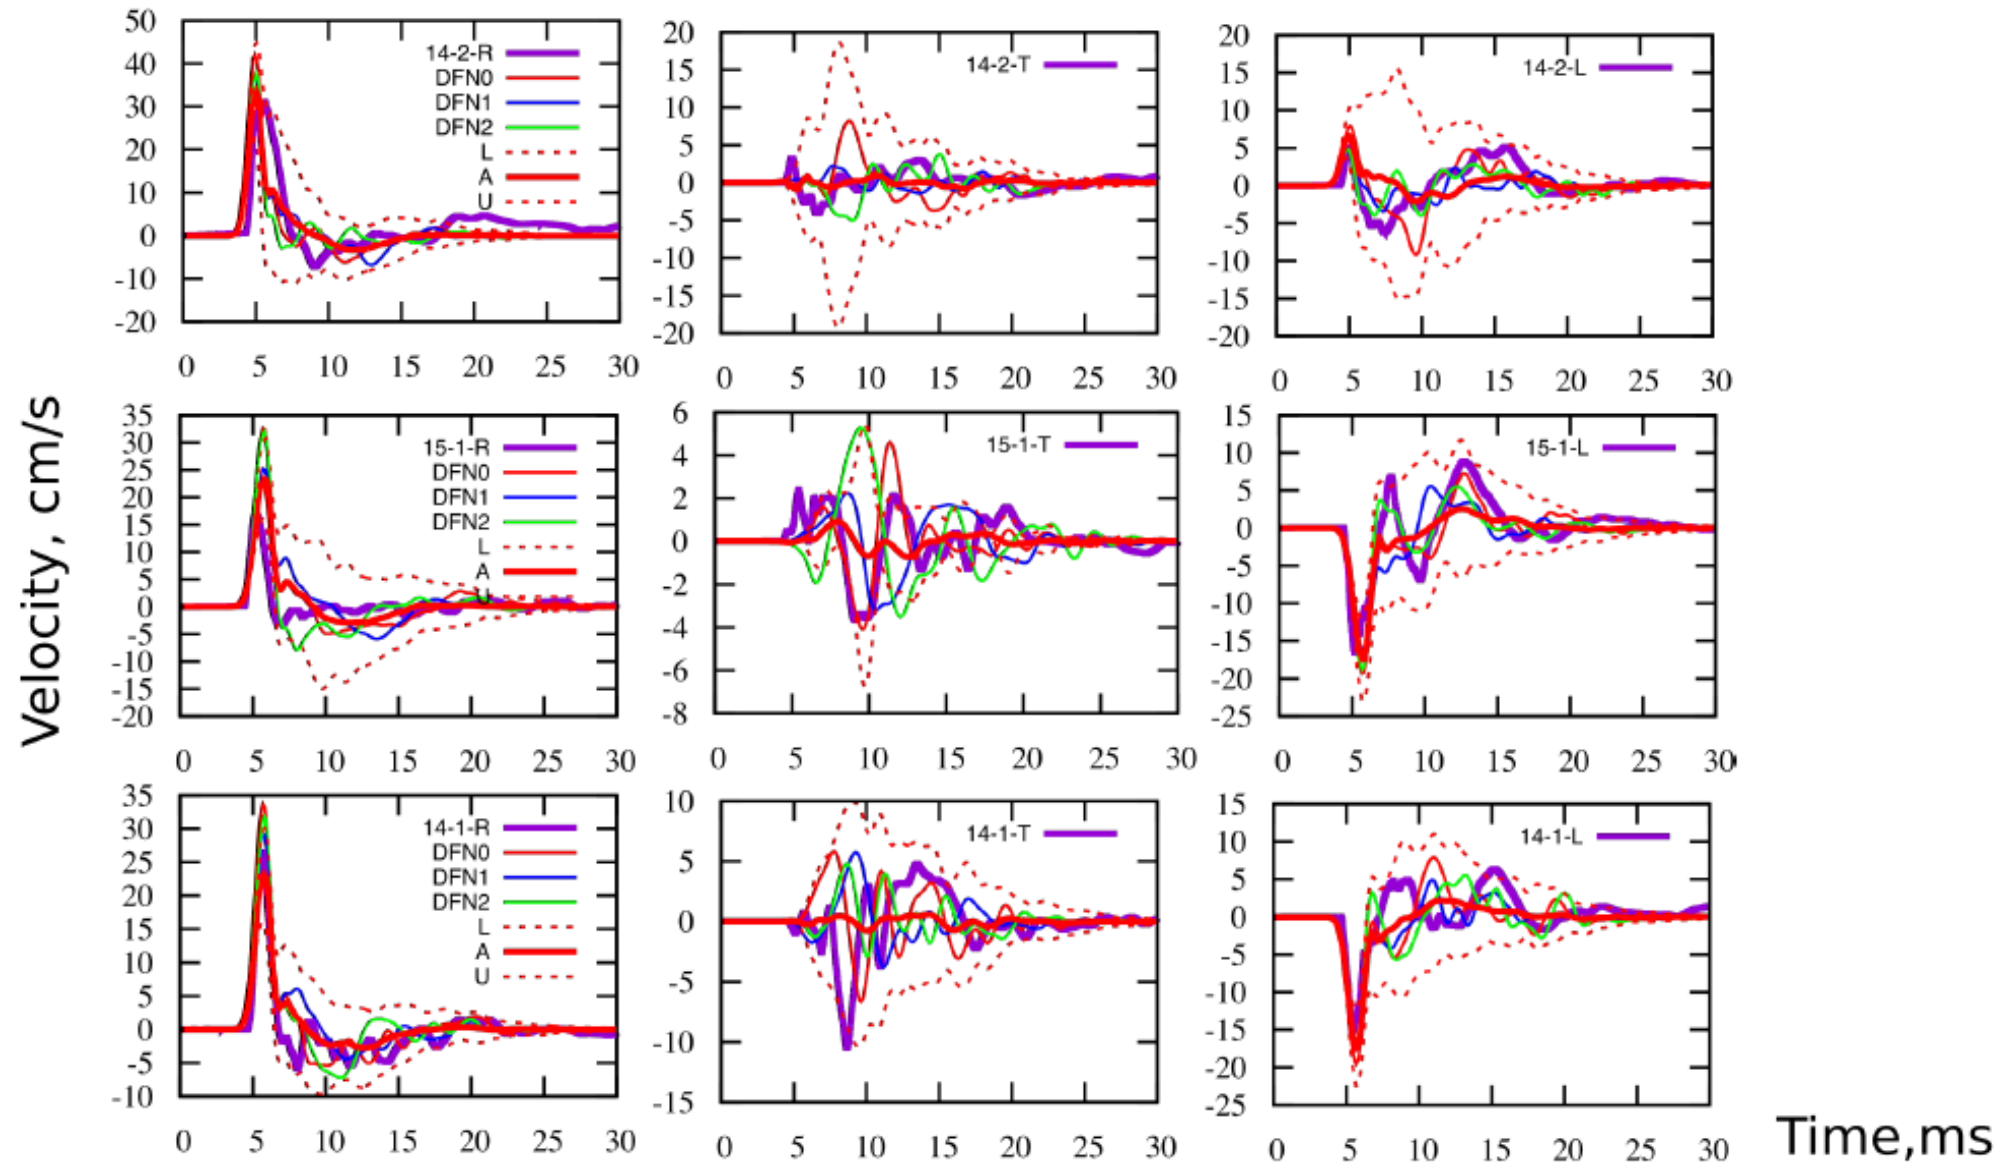 Velocity, cm/s
50
40
30
20
10
0
-10
-20
14-2-R
DFN0
DFN1
DFN2
L
A
U
0 5 10 15 20 25 30
20
15
10
5
0
-5
-10
-15
-20
14-2-T
0 5 10 15 20 25 30
20
15
10
5
0
-5
-10
-15
-20
14-2-L
0 5 10 15 20 25 30
35
30
25
20
15
10
5
0
-5
-10
-15
-20
15-1-R
DFN0
DFN1
DFN2
L
A
U
0 5 10 15 20 25 30
6
4
2
0
-2
-4
-6
-8
15-1-T
0 5 10 15 20 25 30
15
10
5
0
-5
-10
-15
-20
-25
15-1-L
0 5 10 15 20 25 30
35
30
25
20
15
10
5
0
-5
-10
14-1-R
DFN0
DFN1
DFN2
L
A
U
0 5 10 15 20 25 30
10
5
0
-5
-10
-15
14-1-T
0 5 10 15 20 25 30
15
10
5
0
-5
-10
-15
-20
-25
14-1-L
0 5 10 15 20 25 30
Time,ms